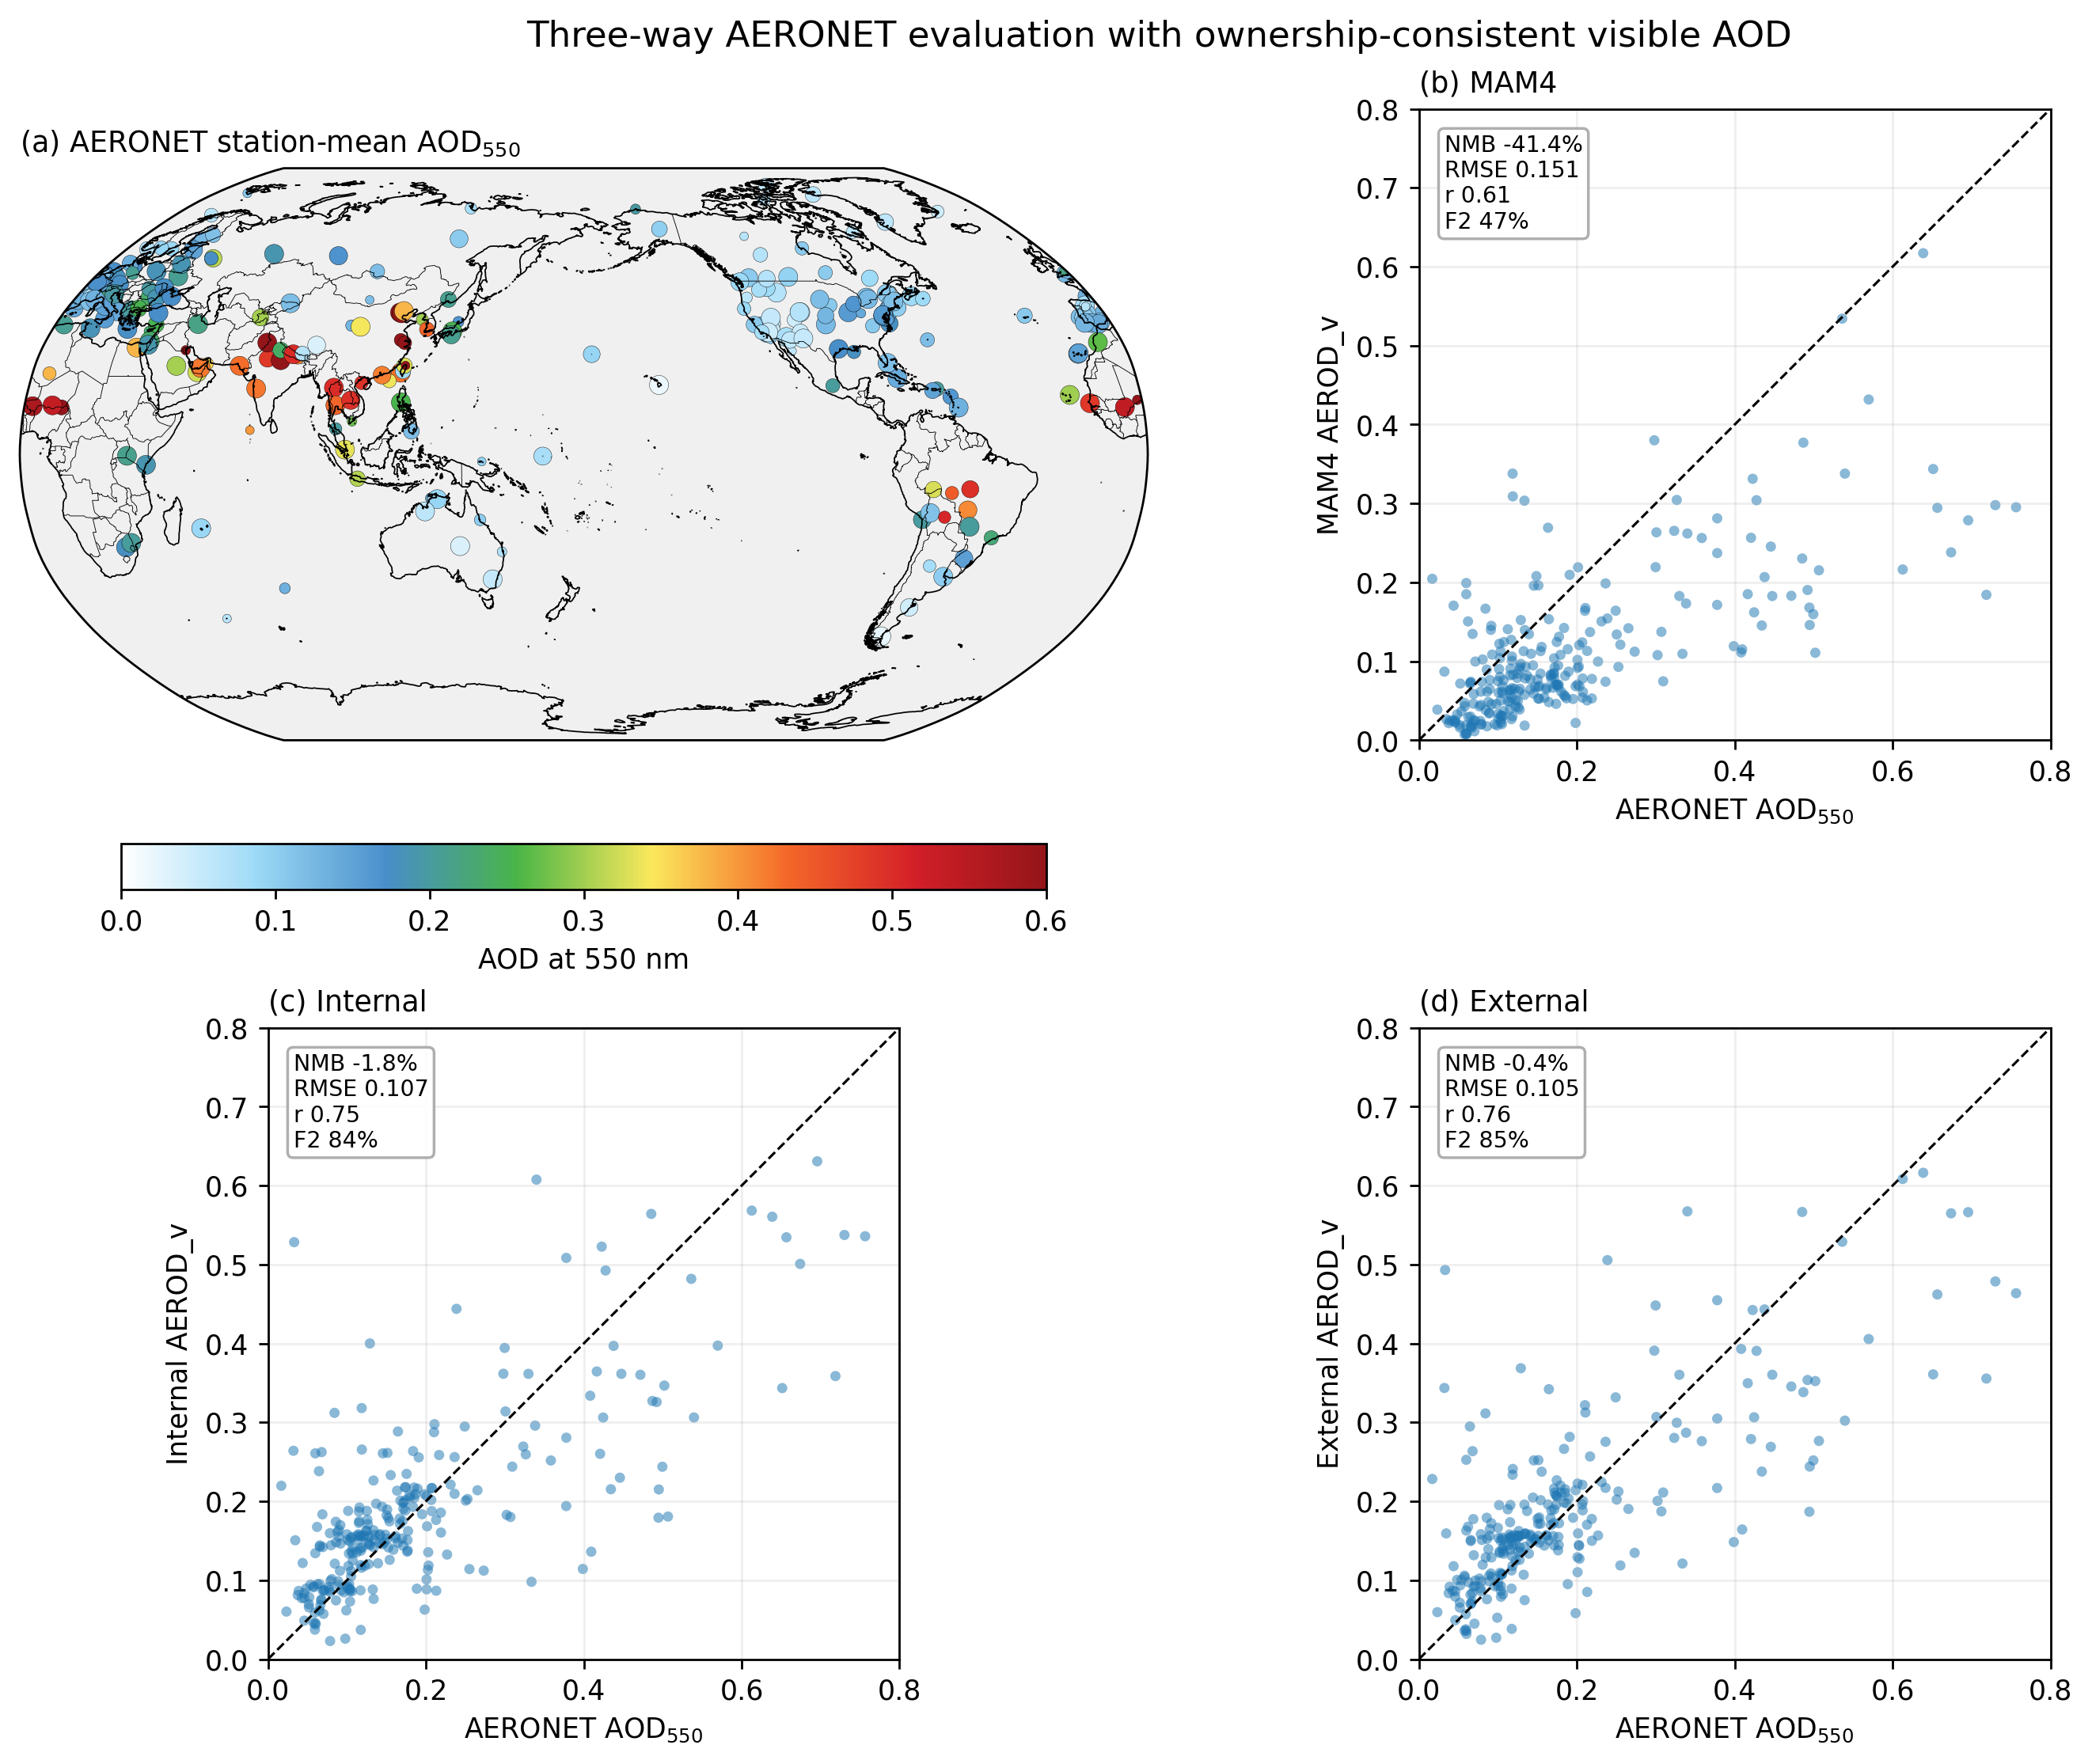 Three-way AERONET evaluation with ownership-consistent visible AOD
(a) AERONET station-mean AOD₅₅₀
0.0 0.1 0.2 0.3 0.4 0.5 0.6
AOD at 550 nm
(b) MAM4
NMB -41.4%
RMSE 0.151
r 0.61
F2 47%
MAM4 AEROD_v
0.8
0.7
0.6
0.5
0.4
0.3
0.2
0.1
0.0
0.0 0.2 0.4 0.6 0.8
AERONET AOD₅₅₀
(c) Internal
NMB -1.8%
RMSE 0.107
r 0.75
F2 84%
Internal AEROD_v
0.8
0.7
0.6
0.5
0.4
0.3
0.2
0.1
0.0
0.0 0.2 0.4 0.6 0.8
AERONET AOD₅₅₀
(d) External
NMB -0.4%
RMSE 0.105
r 0.76
F2 85%
External AEROD_v
0.8
0.7
0.6
0.5
0.4
0.3
0.2
0.1
0.0
0.0 0.2 0.4 0.6 0.8
AERONET AOD₅₅₀